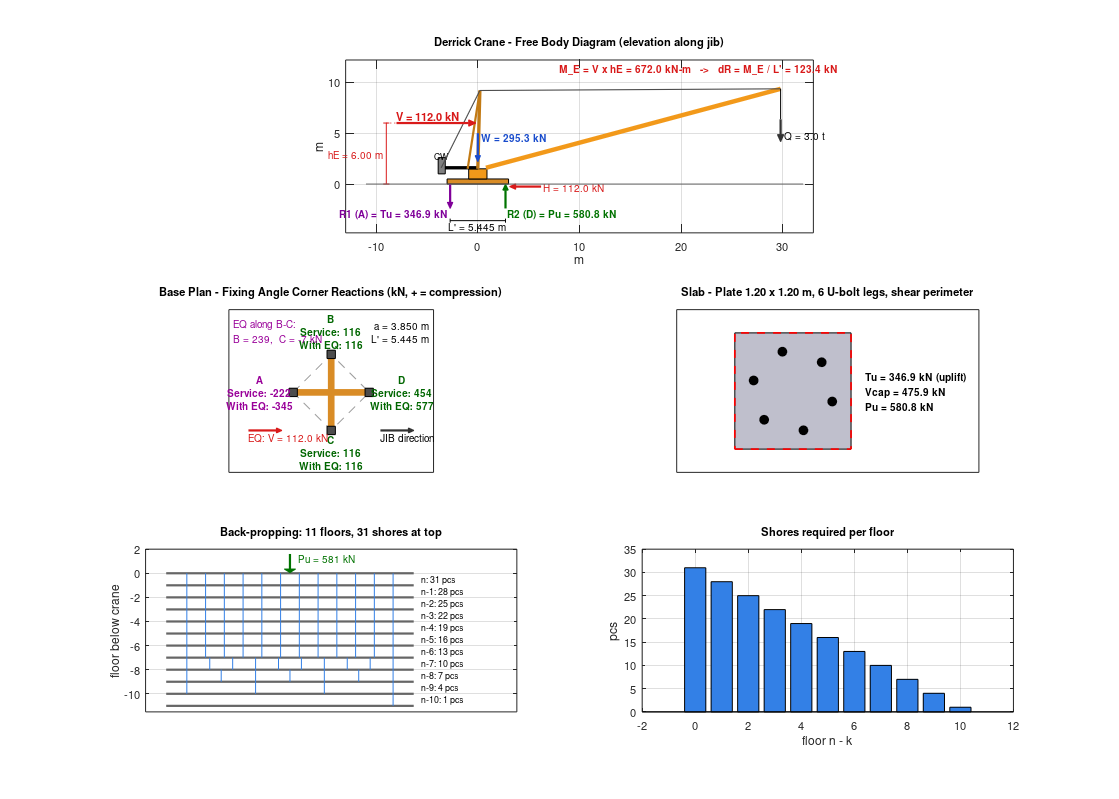 Derrick Crane - Free Body Diagram (elevation along jib)
M_E = V x hE = 672.0 kN-m -> dR = M_E / L' = 123.4 kN
10
5
0
m
V = 112.0 kN
W = 295.3 kN
Q = 3.0 t
CW
hE = 6.00 m
H = 112.0 kN
R1 (A) = Tu = 346.9 kN
R2 (D) = Pu = 580.8 kN
L' = 5.445 m
-10
0
10
20
30
m
Base Plan - Fixing Angle Corner Reactions (kN, + = compression)
EQ along B-C:
B = 239, C = -7 kN
B
Service: 116
With EQ: 116
a = 3.850 m
L' = 5.445 m
A
Service: -222
With EQ: -345
D
Service: 454
With EQ: 577
EQ: V = 112.0 kN
JIB direction
C
Service: 116
With EQ: 116
Slab - Plate 1.20 x 1.20 m, 6 U-bolt legs, shear perimeter
Tu = 346.9 kN (uplift)
Vcap = 475.9 kN
Pu = 580.8 kN
Back-propping: 11 floors, 31 shores at top
2
0
-2
-4
-6
-8
-10
floor below crane
Pu = 581 kN
n: 31 pcs
n-1: 28 pcs
n-2: 25 pcs
n-3: 22 pcs
n-4: 19 pcs
n-5: 16 pcs
n-6: 13 pcs
n-7: 10 pcs
n-8: 7 pcs
n-9: 4 pcs
n-10: 1 pcs
Shores required per floor
35
30
25
20
15
10
5
0
pcs
-2
0
2
4
6
8
10
12
floor n - k